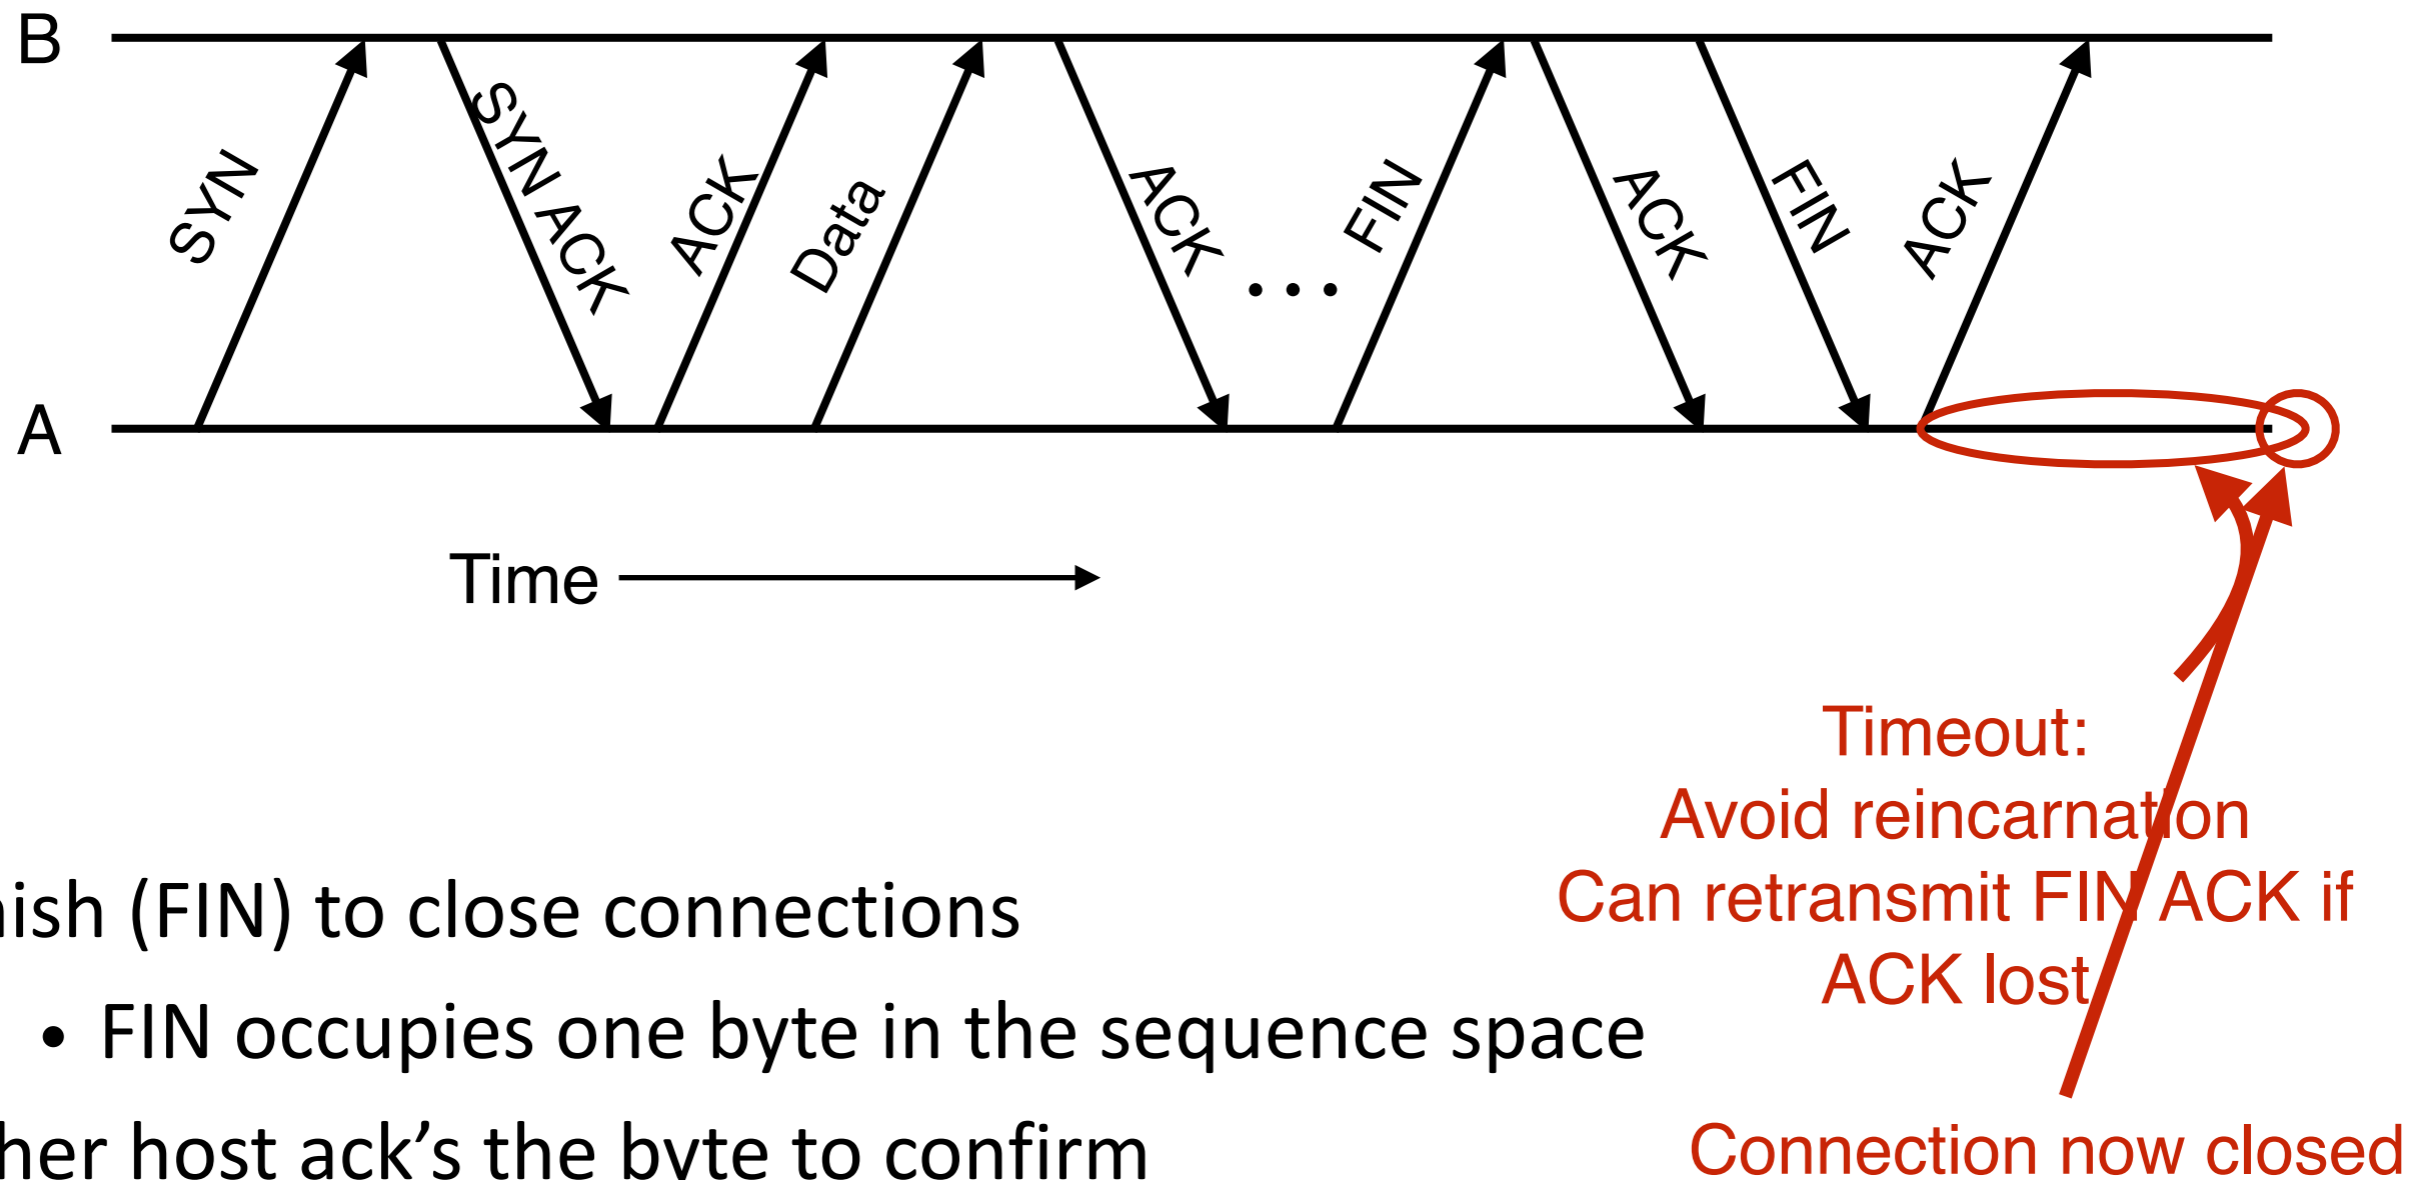 B
SYN
SYN ACK
ACK
Data
ACK
. . .
FIN
ACK
FIN
ACK
A
Time
Timeout:
Avoid reincarnation
Can retransmit FIN ACK if
ACK lost
nish (FIN) to close connections
• FIN occupies one byte in the sequence space
her host ack’s the byte to confirm
Connection now closed